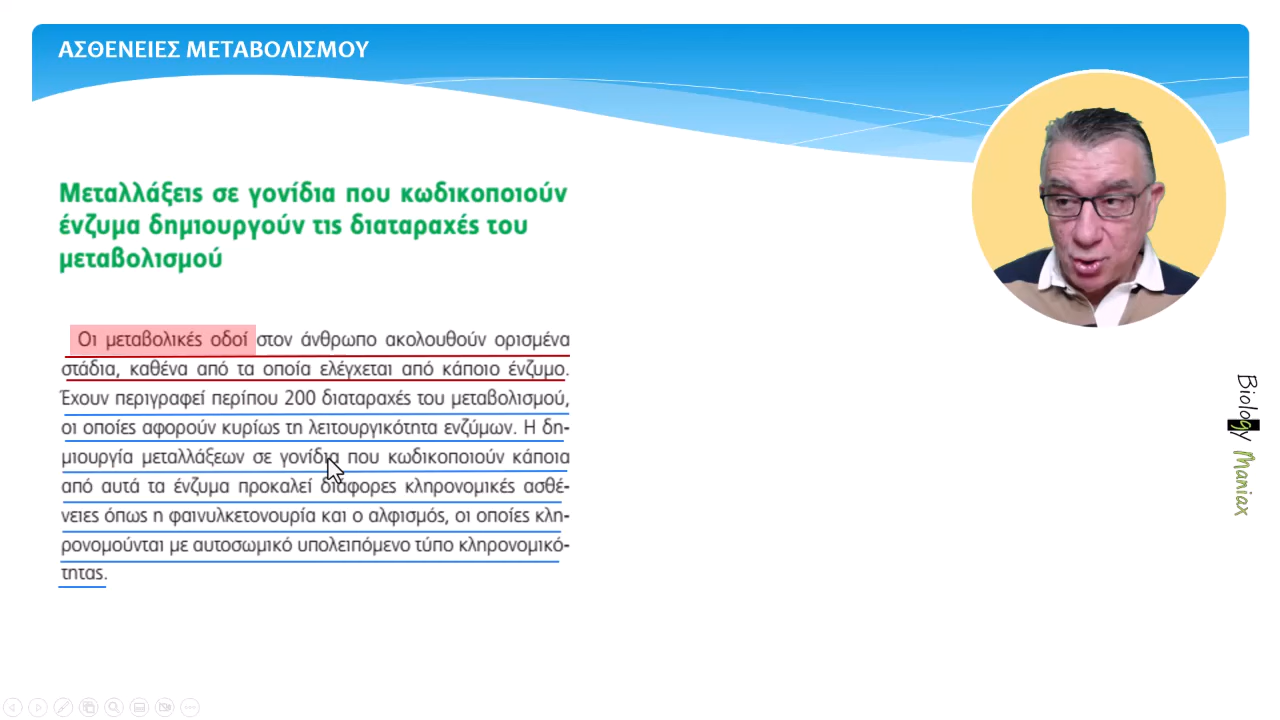 ΑΣΘΕΝΕΙΕΣ ΜΕΤΑΒΟΛΙΣΜΟΥ
Μεταλλάξεις σε γονίδια που κωδικοποιούν
ένζυμα δημιουργούν τις διαταραχές του
μεταβολισμού
Οι μεταβολικές οδοί στον άνθρωπο ακολουθούν ορισμένα
στάδια, καθένα από τα οποία ελέγχεται από κάποιο ένζυμο.
Έχουν περιγραφεί περίπου 200 διαταραχές του μεταβολισμού,
οι οποίες αφορούν κυρίως τη λειτουργικότητα ενζύμων. Η δη-
μιουργία μεταλλάξεων σε γονίδια που κωδικοποιούν κάποια
από αυτά τα ένζυμα προκαλεί διάφορες κληρονομικές ασθέ-
νειες όπως η φαινυλκετονουρία και ο αλφισμός, οι οποίες κλη-
ρονομούνται με αυτοσωμικό υπολειπόμενο τύπο κληρονομικό-
τητας.
Biology Maniax